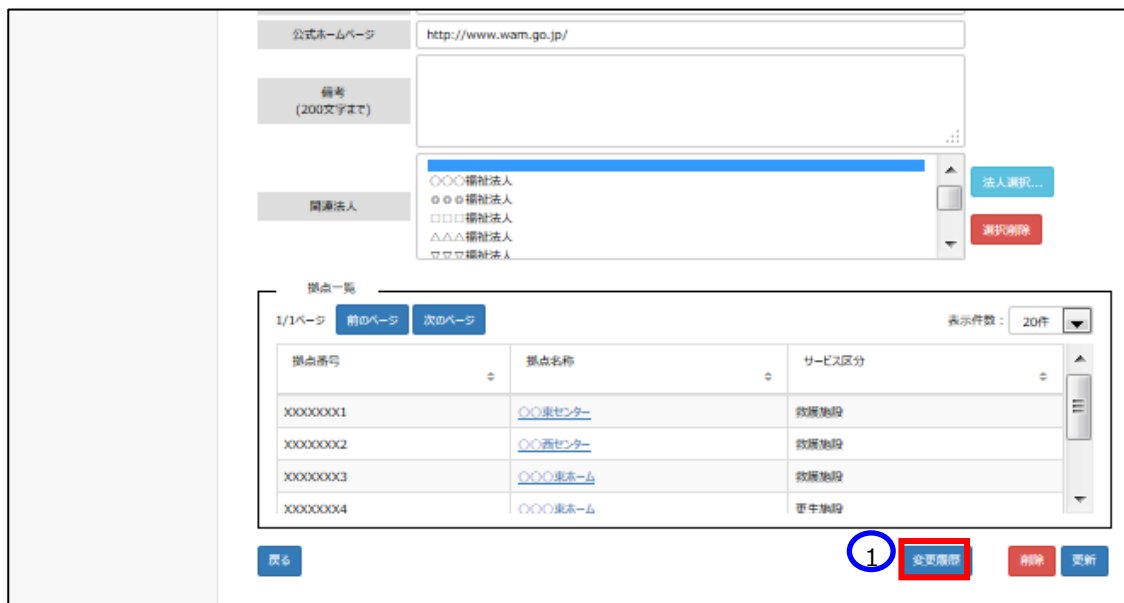 公式ホームページ
http://www.wam.go.jp/
備考
(200文字まで)
関連法人
○○○福祉法人
◎◎◎福祉法人
□□□福祉法人
△△△福祉法人
▽▽▽福祉法人
法人選択...
選択削除
拠点一覧
1/1ページ 前のページ 次のページ 表示件数： 20件
拠点番号 拠点名称 サービス区分
XXXXXXX1 ○○東センター 救護施設
XXXXXXX2 ○○西センター 救護施設
XXXXXXX3 ○○○東ホーム 救護施設
XXXXXXX4 ○○○東ホーム 更生施設
戻る 1 変更履歴 削除 更新